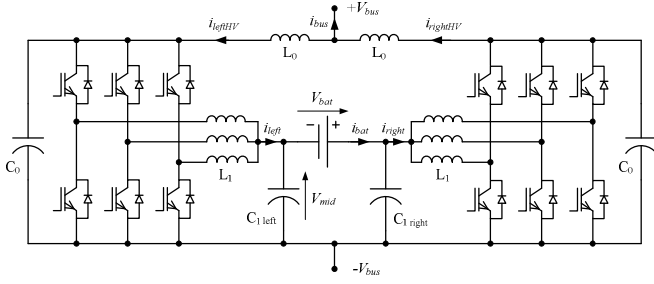 i_leftHV
i_bus
+V_bus
i_rightHV
L_0
L_0
V_bat
C_0
i_left
- +
i_bat
i_right
C_0
L_1
L_1
V_mid
C_1 left
C_1 right
-V_bus